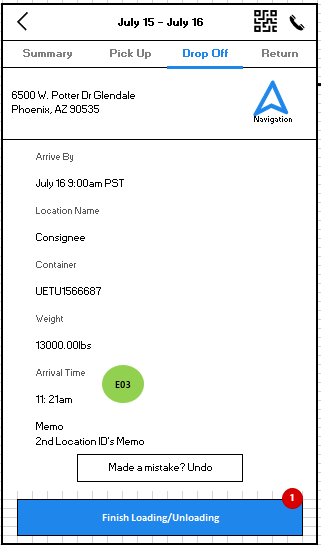 July 15 - July 16
Summary Pick Up Drop Off Return
6500 W. Potter Dr Glendale
Phoenix, AZ 90535
Navigation
Arrive By
July 16 9:00am PST
Location Name
Consignee
Container
UETU1566687
Weight
13000.00lbs
Arrival Time
E03
11: 21am
Memo
2nd Location ID's Memo
Made a mistake? Undo
1
Finish Loading/Unloading